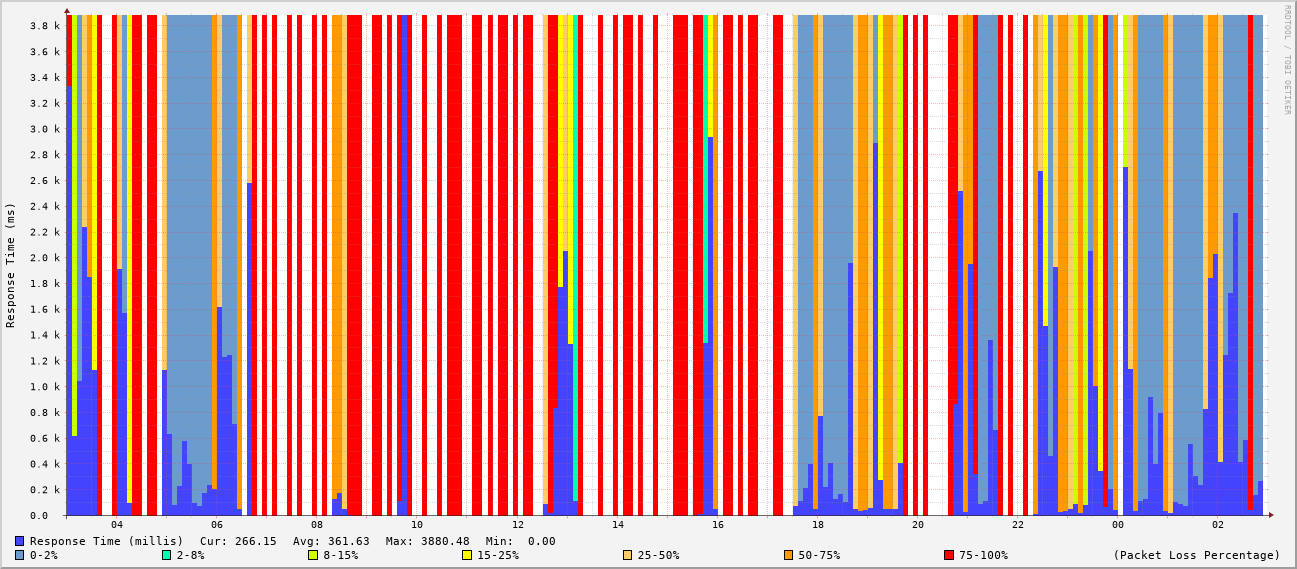 RRDTOOL / TOBI OETIKER
Response Time (ms)
3.8 k
3.6 k
3.4 k
3.2 k
3.0 k
2.8 k
2.6 k
2.4 k
2.2 k
2.0 k
1.8 k
1.6 k
1.4 k
1.2 k
1.0 k
0.8 k
0.6 k
0.4 k
0.2 k
0.0
04 06 08 10 12 14 16 18 20 22 00 02
Response Time (millis) Cur: 266.15 Avg: 361.63 Max: 3880.48 Min: 0.00
0-2% 2-8% 8-15% 15-25% 25-50% 50-75% 75-100% (Packet Loss Percentage)